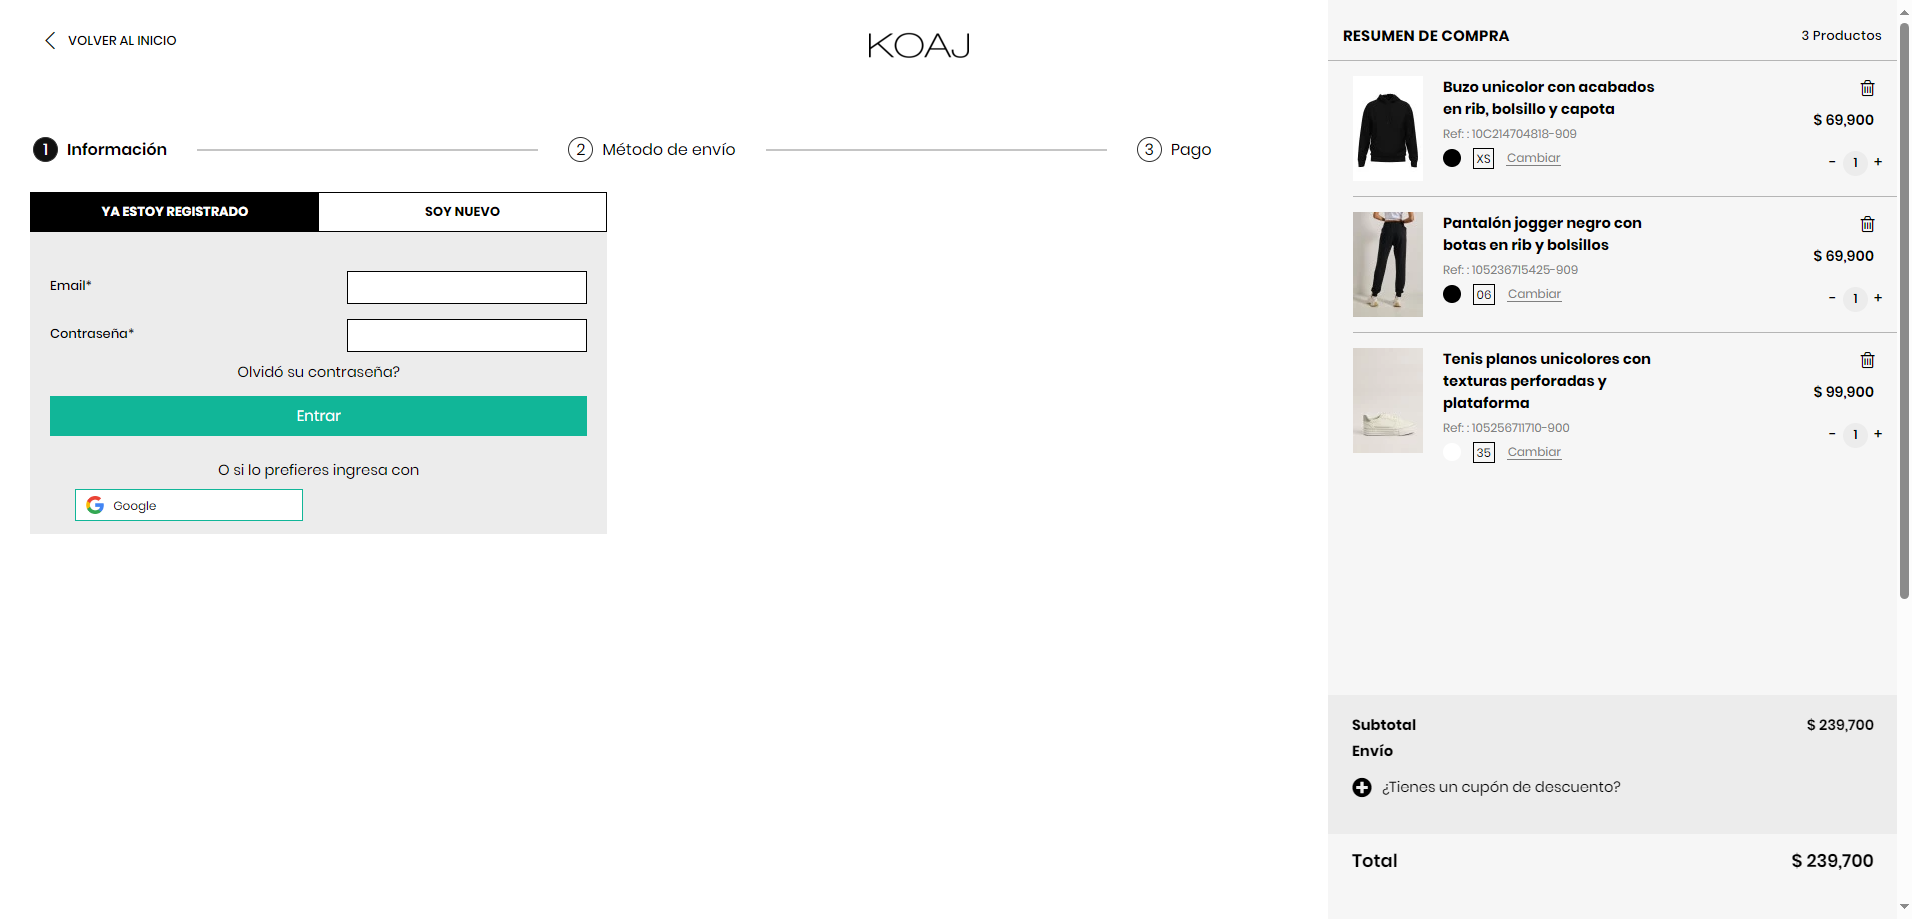 VOLVER AL INICIO
KOAJ
1 Información
2 Método de envío
3 Pago
YA ESTOY REGISTRADO
SOY NUEVO
Email*
Contraseña*
Olvidó su contraseña?
Entrar
O si lo prefieres ingresa con
Google
RESUMEN DE COMPRA
3 Productos
Buzo unicolor con acabados
en rib, bolsillo y capota
$ 69,900
Ref: : 10C214704818-909
XS Cambiar
- 1 +
Pantalón jogger negro con
botas en rib y bolsillos
$ 69,900
Ref: : 105236715425-909
06 Cambiar
- 1 +
Tenis planos unicolores con
texturas perforadas y
plataforma
$ 99,900
Ref: : 105256711710-900
35 Cambiar
- 1 +
Subtotal $ 239,700
Envío
¿Tienes un cupón de descuento?
Total $ 239,700